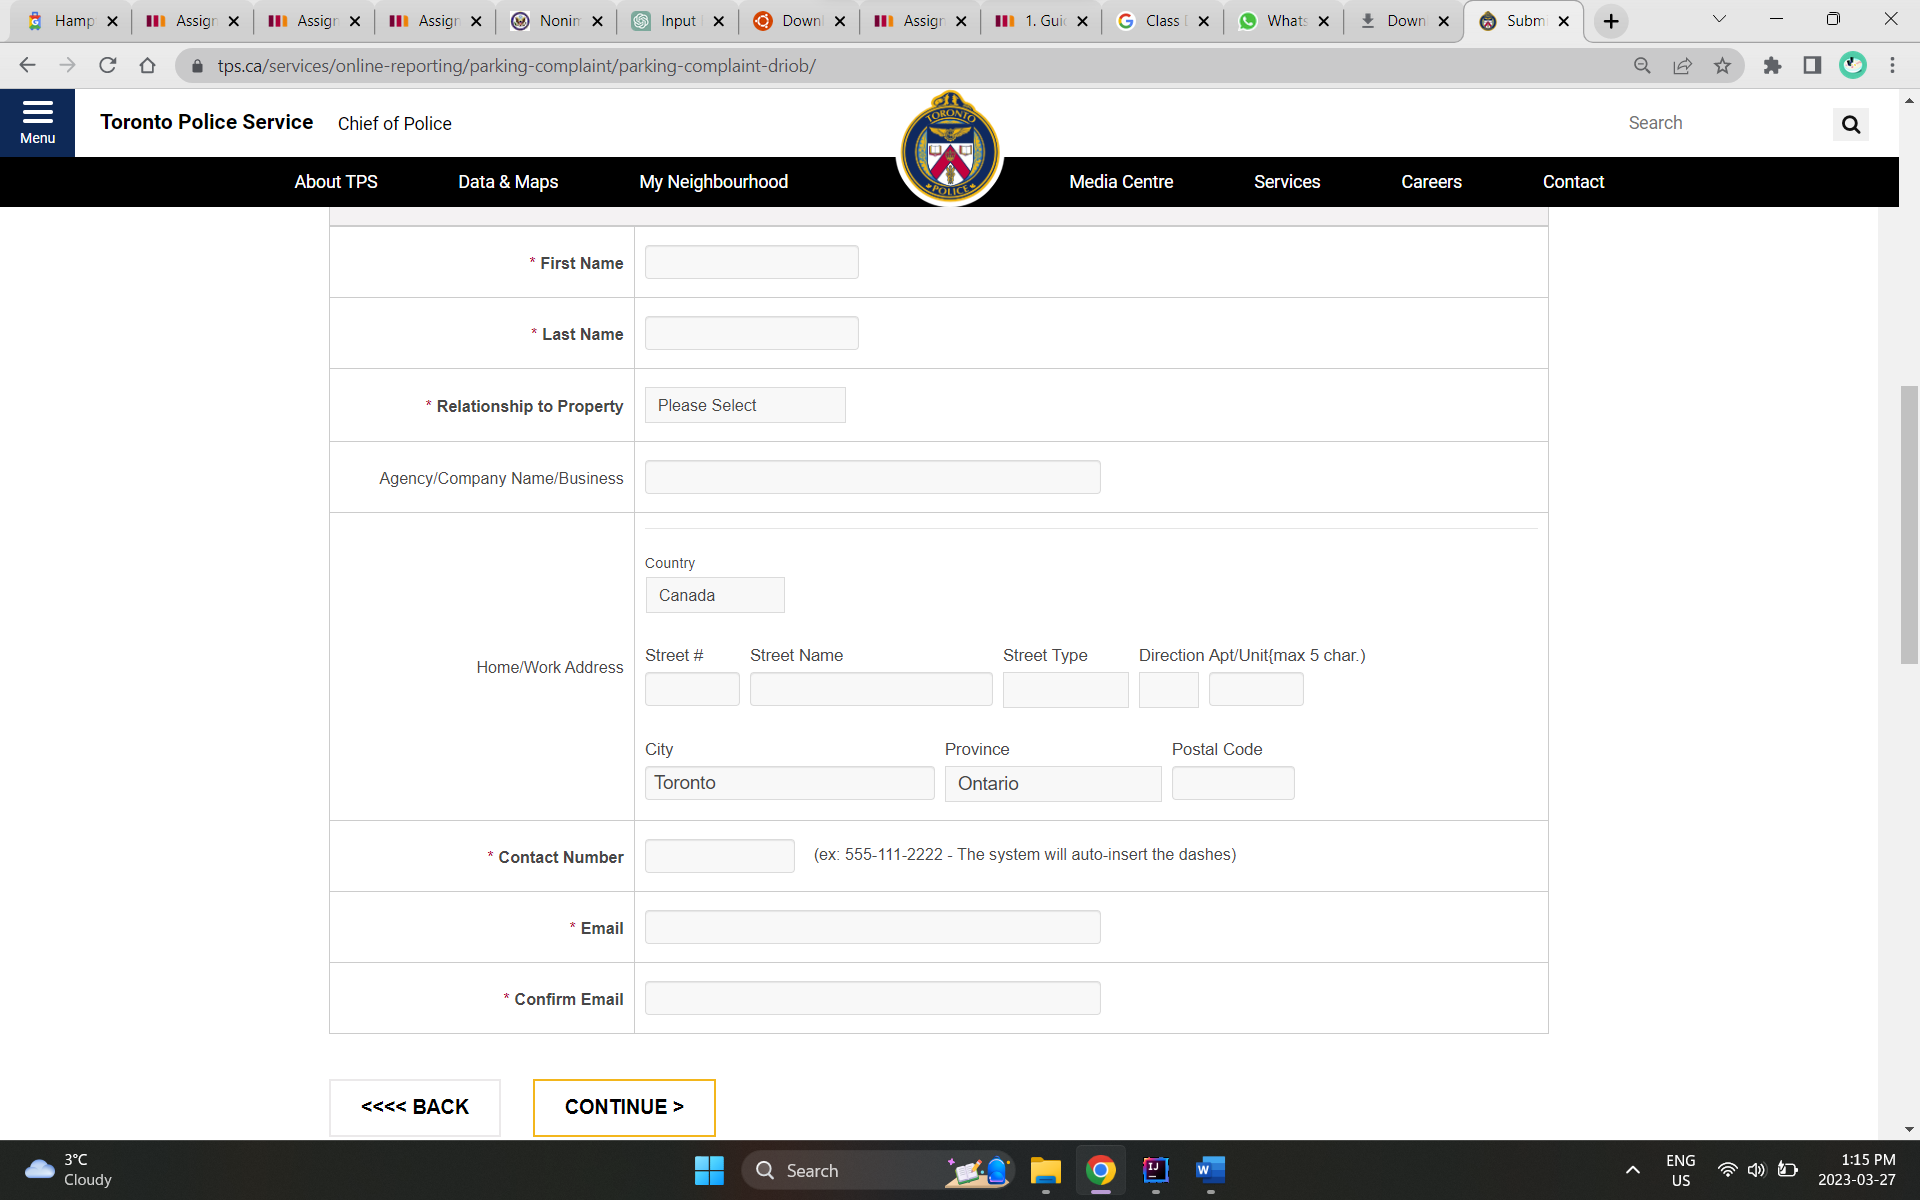 Hamp Assign Assign Assign Nonim Input Down Assign 1. Gui Class Whats Down Subm
tps.ca/services/online-reporting/parking-complaint/parking-complaint-driob/
Menu
Toronto Police Service Chief of Police
TORONTO
POLICE
Search
About TPS Data & Maps My Neighbourhood Media Centre Services Careers Contact
* First Name
* Last Name
* Relationship to Property Please Select
Agency/Company Name/Business
Country
Canada
Home/Work Address
Street # Street Name Street Type Direction Apt/Unit{max 5 char.)
City Province Postal Code
Toronto Ontario
* Contact Number (ex: 555-111-2222 - The system will auto-insert the dashes)
* Email
* Confirm Email
<<<< BACK CONTINUE >
3°C
Cloudy
Search
ENG
US
1:15 PM
2023-03-27